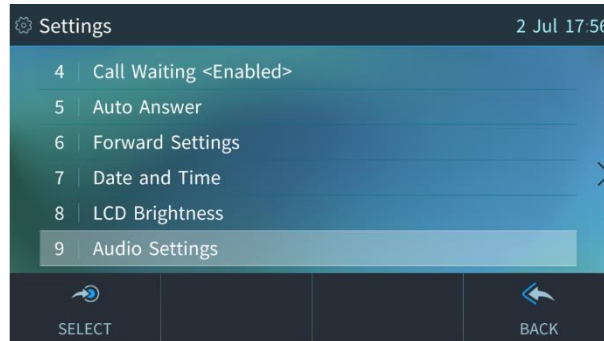 Settings 2 Jul 17:56
4 Call Waiting <Enabled>
5 Auto Answer
6 Forward Settings
7 Date and Time
8 LCD Brightness
9 Audio Settings
SELECT BACK